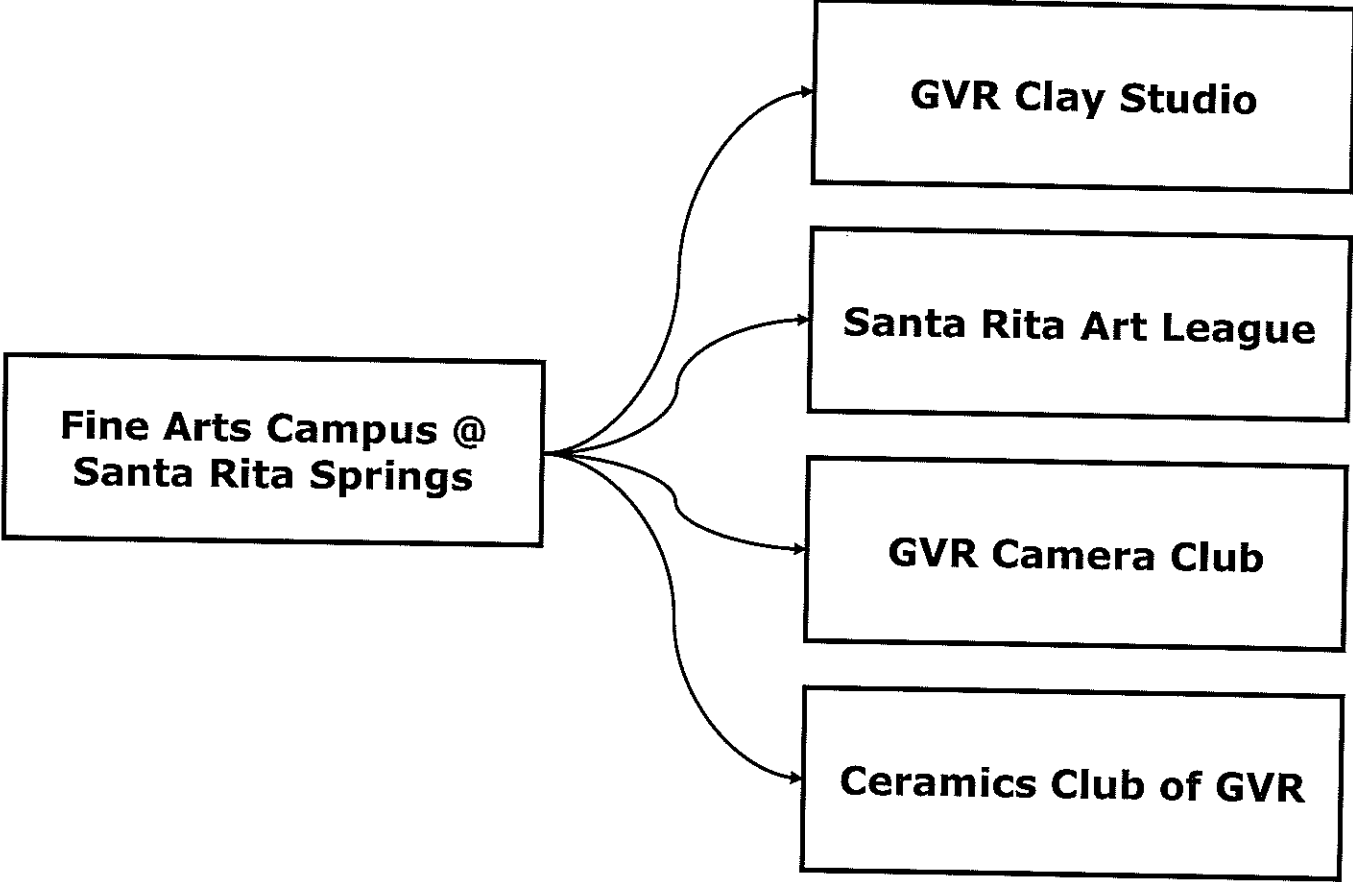 GVR Clay Studio
Santa Rita Art League
Fine Arts Campus @
Santa Rita Springs
GVR Camera Club
Ceramics Club of GVR